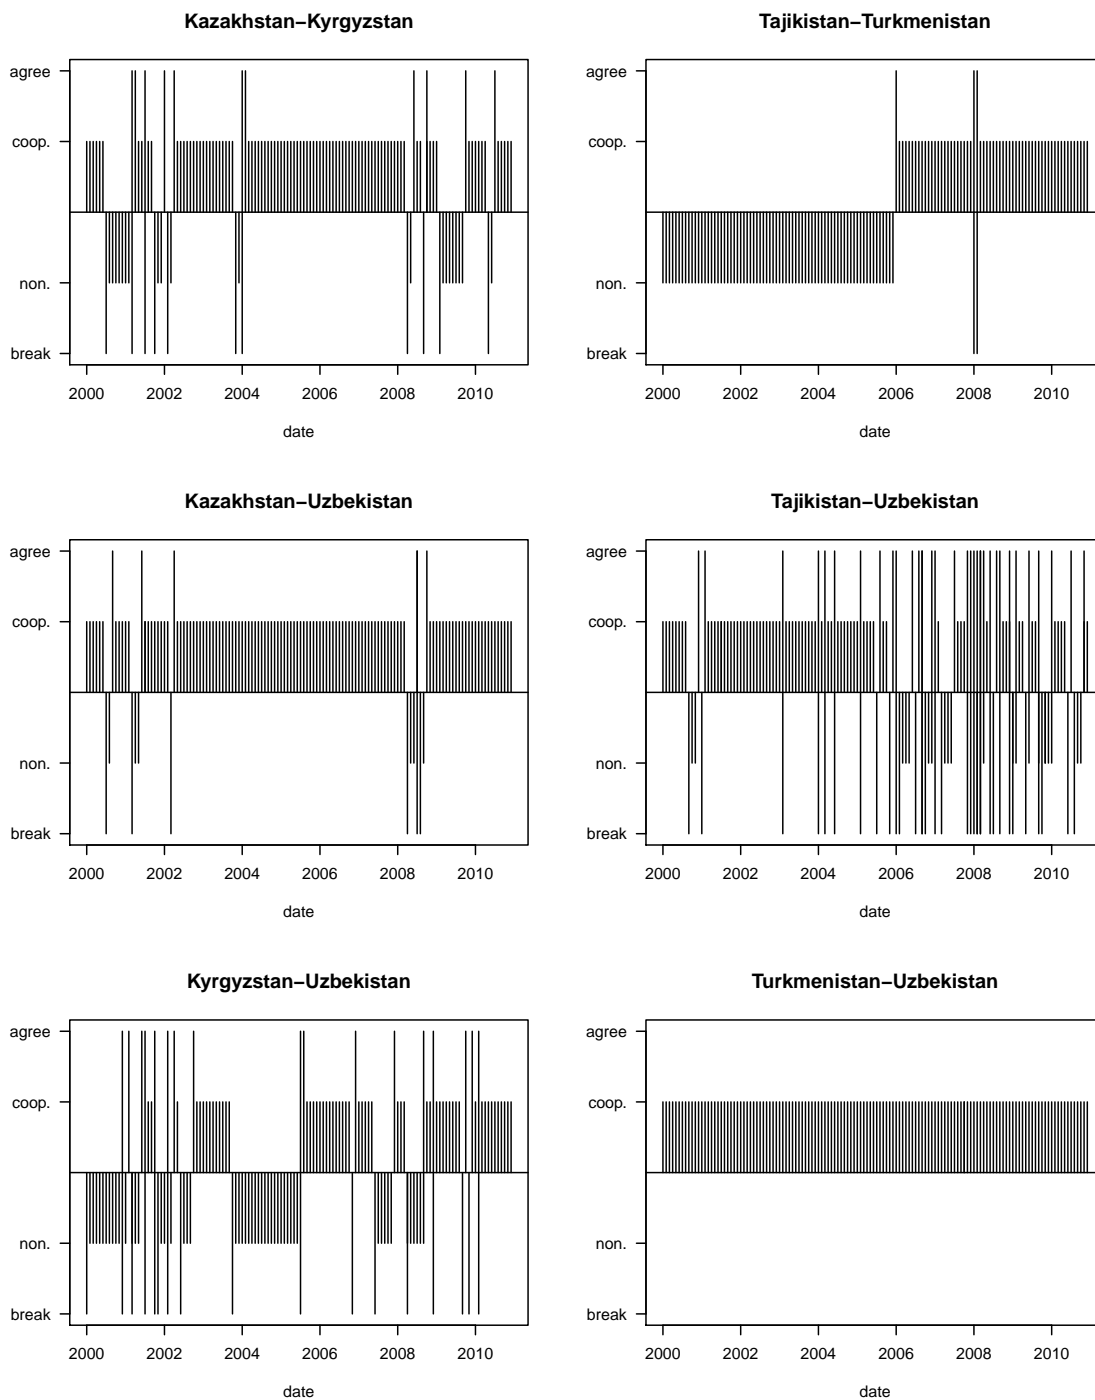 Kazakhstan−Kyrgyzstan
agree
coop.
non.
break
2000 2002 2004 2006 2008 2010
date
Tajikistan−Turkmenistan
agree
coop.
non.
break
2000 2002 2004 2006 2008 2010
date
Kazakhstan−Uzbekistan
agree
coop.
non.
break
2000 2002 2004 2006 2008 2010
date
Tajikistan−Uzbekistan
agree
coop.
non.
break
2000 2002 2004 2006 2008 2010
date
Kyrgyzstan−Uzbekistan
agree
coop.
non.
break
2000 2002 2004 2006 2008 2010
date
Turkmenistan−Uzbekistan
agree
coop.
non.
break
2000 2002 2004 2006 2008 2010
date